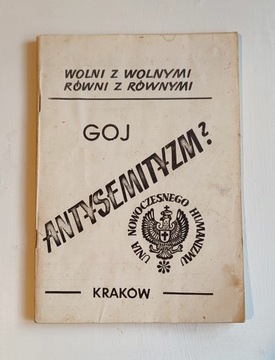 WOLNI Z WOLNYMI
RÓWNI Z RÓWNYMI
GOJ
ANTYSEMITYZM?
UNIA NOWOCZESNEGO HUMANIZMU
KRAKÓW